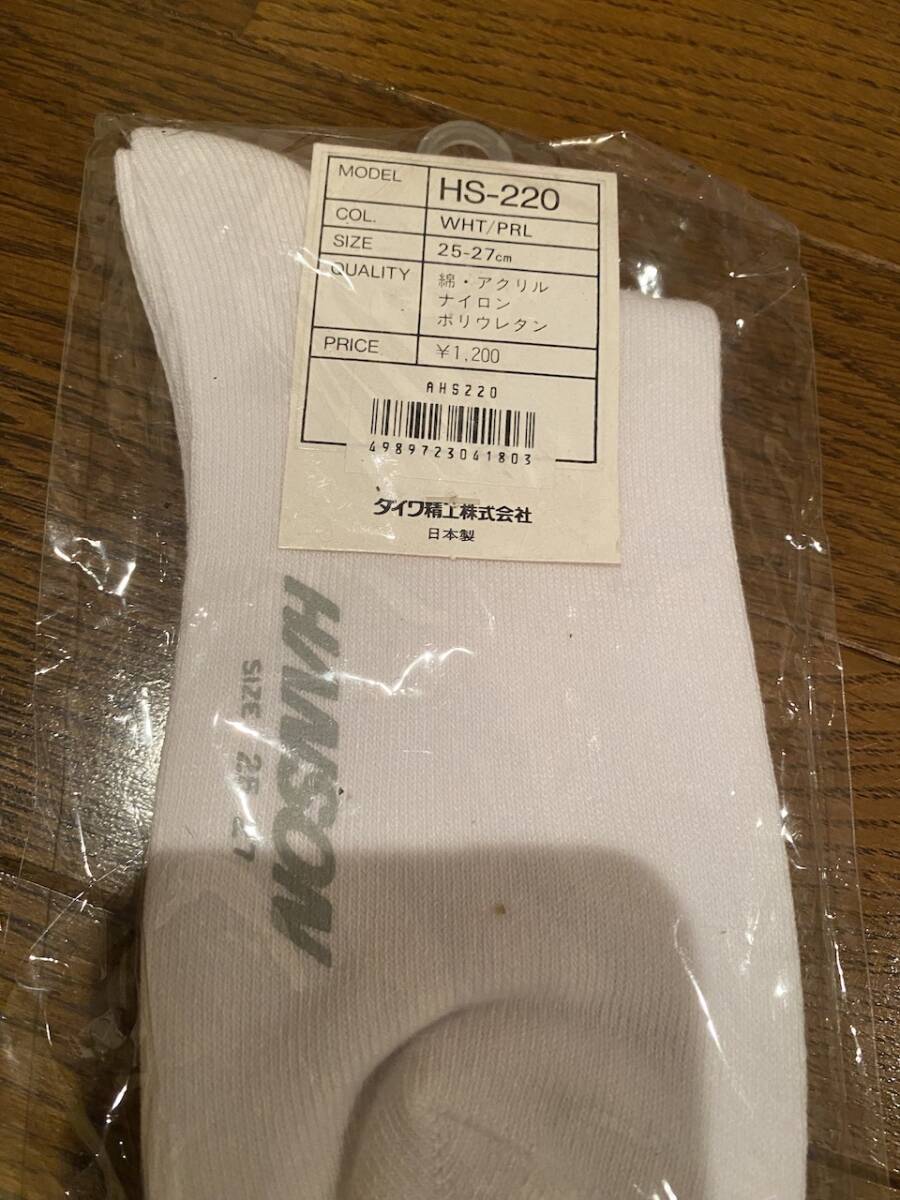 MODEL HS-220
COL. WHT/PRL
SIZE 25-27cm
QUALITY 綿・アクリル
ナイロン
ポリウレタン
PRICE ¥1,200
AHS220
4989723041803
ダイワ精工株式会社
日本製
HANSON
SIZE 25 27